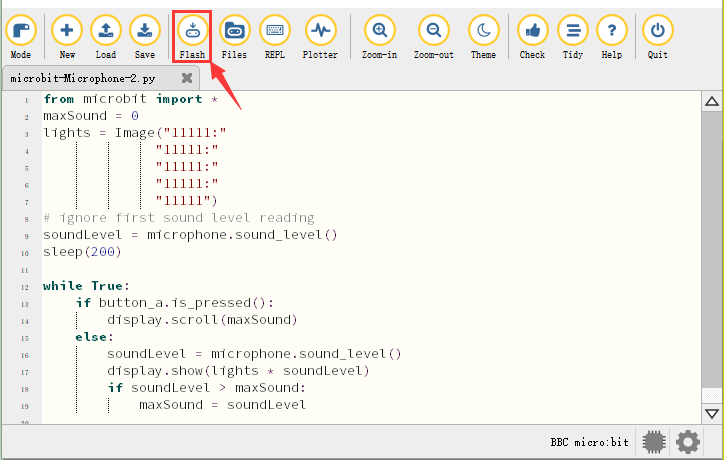 Mode New Load Save Flash Files REPL Plotter Zoom-in Zoom-out Theme Check Tidy Help Quit
microbit-Microphone-2.py
1 from microbit import *
2 maxSound = 0
3 lights = Image("11111:"
4 "11111:"
5 "11111:"
6 "11111:"
7 "11111")
8 # ignore first sound level reading
9 soundLevel = microphone.sound_level()
10 sleep(200)
11
12 while True:
13     if button_a.is_pressed():
14         display.scroll(maxSound)
15     else:
16         soundLevel = microphone.sound_level()
17         display.show(lights * soundLevel)
18         if soundLevel > maxSound:
19             maxSound = soundLevel
20
BBC micro:bit